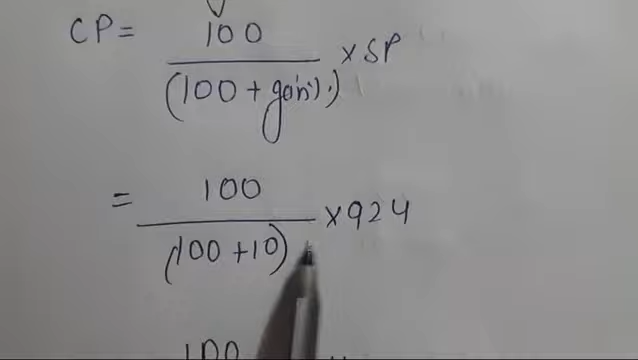 CP = 100 / (100 + gain%) × SP
= 100 / (100 + 10) × 924
100